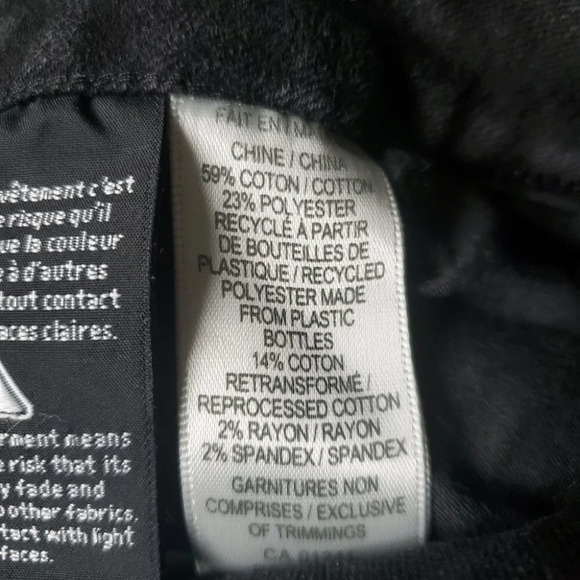 vêtement c'est
risque qu'il
la couleur
à d'autres
tout contact
claires.
means
risk that its
fade and
other fabrics.
with light
FAIT EN
CHINE / CHINA
59% COTON / COTTON
23% POLYESTER
RECYCLÉ À PARTIR
DE BOUTEILLES DE
PLASTIQUE / RECYCLED
POLYESTER MADE
FROM PLASTIC
BOTTLES
14% COTON
RETRANSFORMÉ /
REPROCESSED COTTON
2% RAYON / RAYON
2% SPANDEX / SPANDEX
GARNITURES NON
COMPRISES / EXCLUSIVE
OF TRIMMINGS
CA